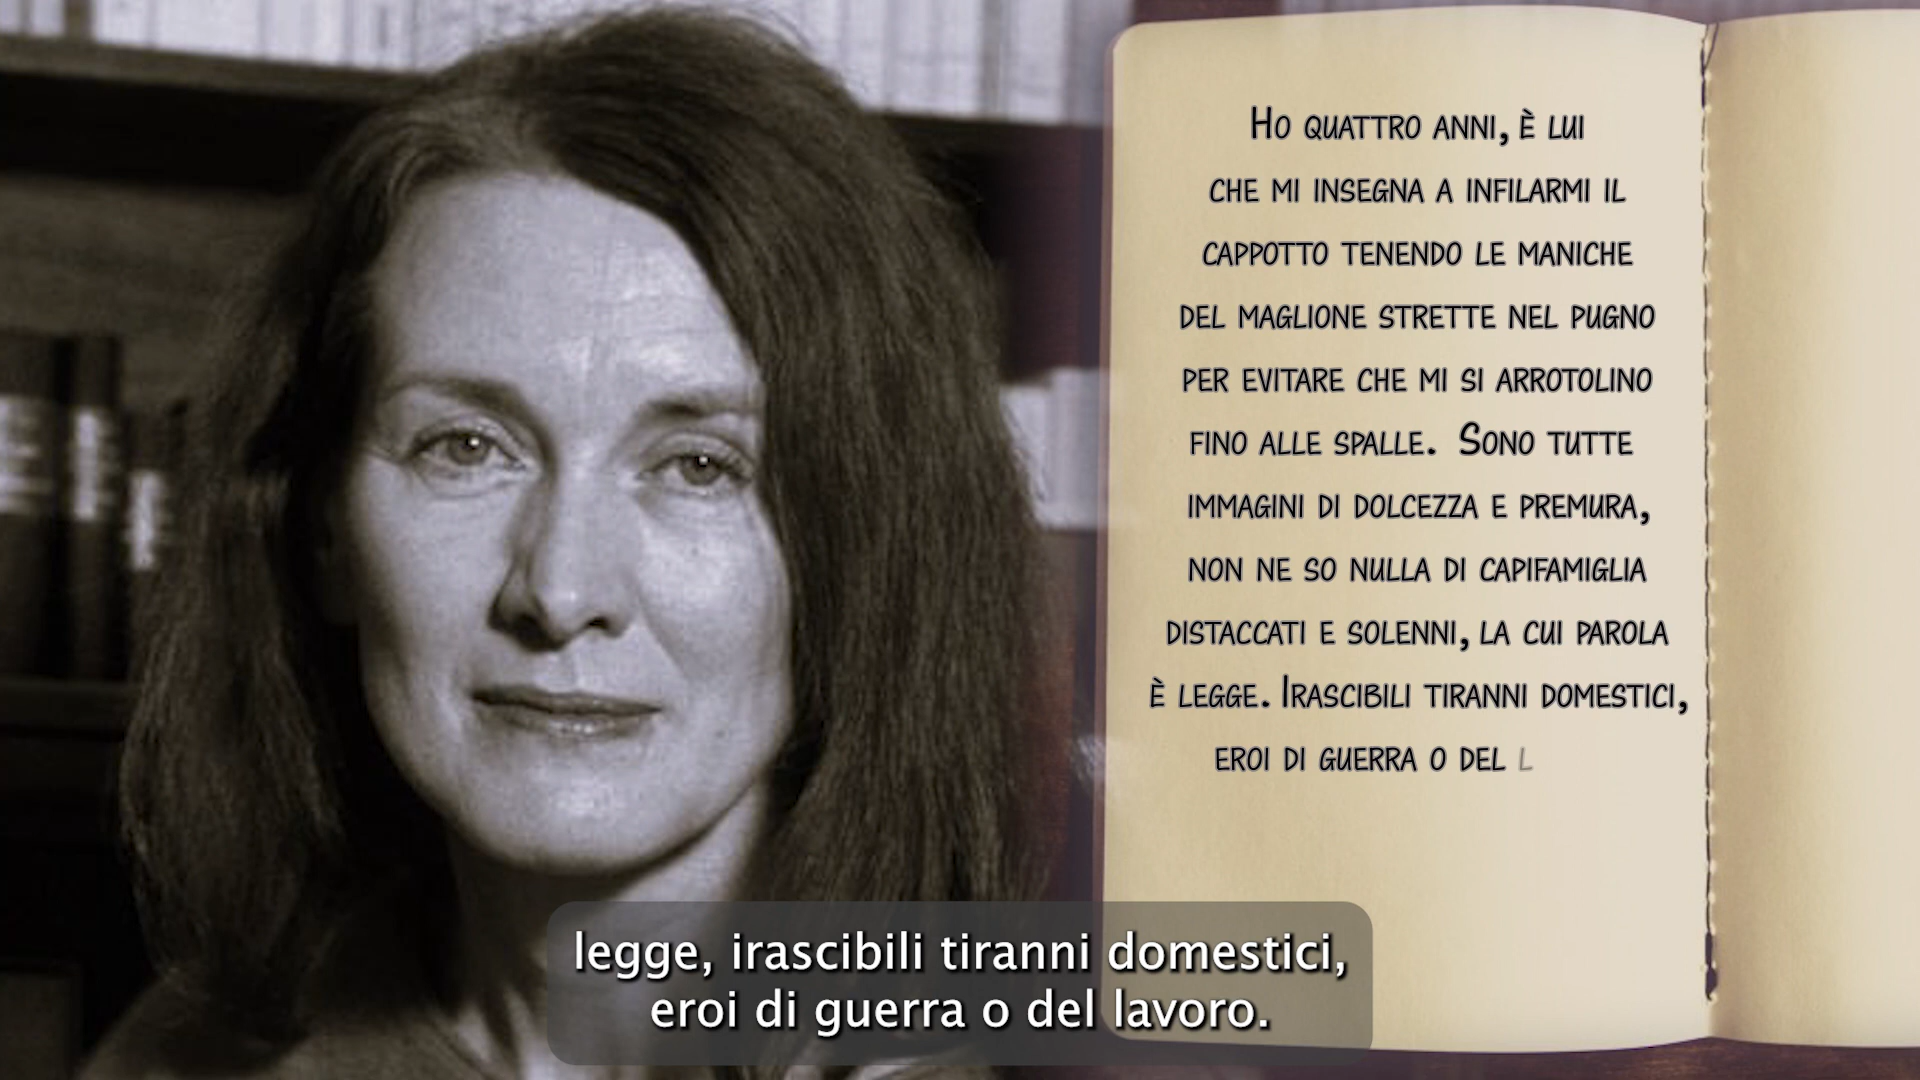 Ho quattro anni, è lui
che mi insegna a infilarmi il
cappotto tenendo le maniche
del maglione strette nel pugno
per evitare che mi si arrotolino
fino alle spalle. Sono tutte
immagini di dolcezza e premura,
non ne so nulla di capifamiglia
distaccati e solenni, la cui parola
è legge. Irascibili tiranni domestici,
eroi di guerra o del l
legge, irascibili tiranni domestici,
eroi di guerra o del lavoro.